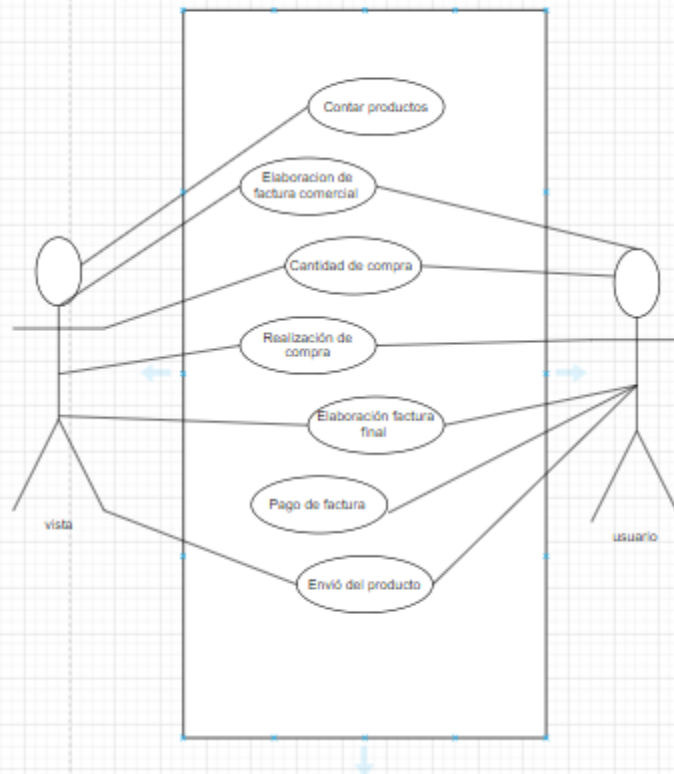 Contar productos
Elaboracion de
factura comercial
Cantidad de compra
Realización de
compra
Elaboración factura
final
Pago de factura
Envió del producto
vista
usuario